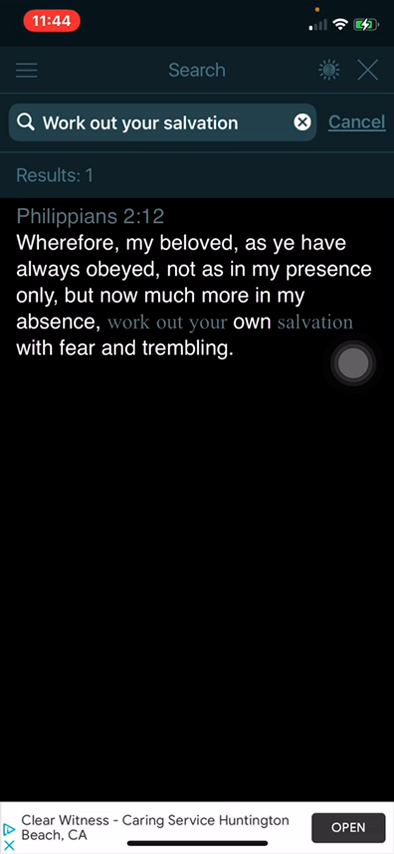 11:44
Search
Work out your salvation
Cancel
Results: 1
Philippians 2:12
Wherefore, my beloved, as ye have
always obeyed, not as in my presence
only, but now much more in my
absence, work out your own salvation
with fear and trembling.
Clear Witness - Caring Service Huntington
Beach, CA
OPEN